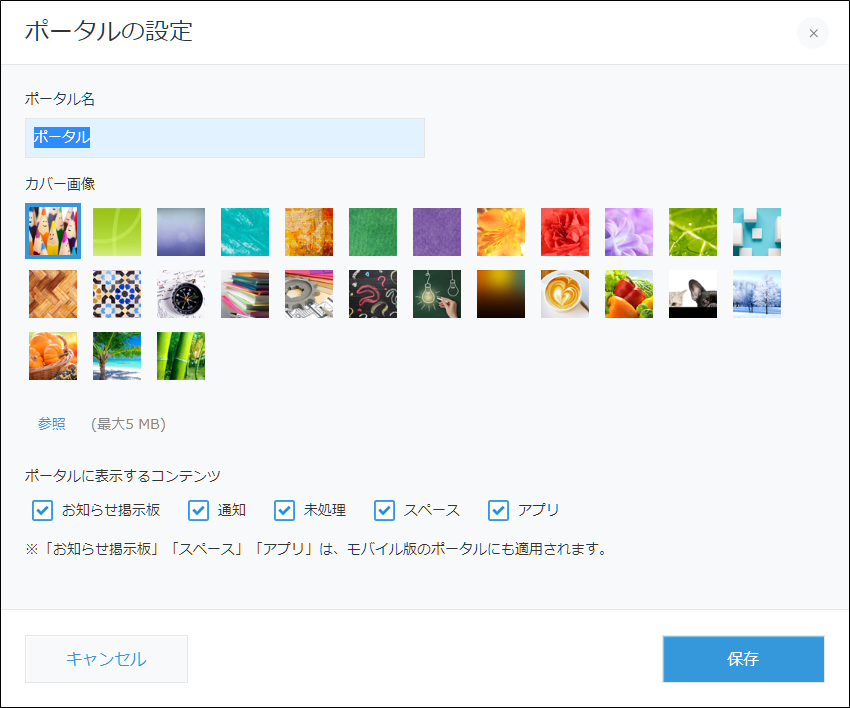 ポータルの設定
×
ポータル名
ポータル
カバー画像
参照 (最大5 MB)
ポータルに表示するコンテンツ
お知らせ掲示板 通知 未処理 スペース アプリ
※「お知らせ掲示板」「スペース」「アプリ」は、モバイル版のポータルにも適用されます。
キャンセル 保存